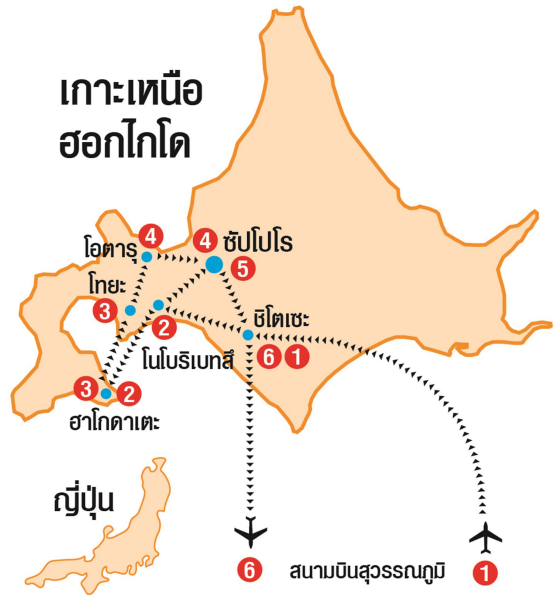 เกาะเหนือ
ฮอกไกโด
4
4
ซัปโปโร
โอตารุ
5
โทยะ
3
2
ชิโตเซะ
โนโบริเบทสึ
6 1
3
2
ฮาโกดาเตะ
ญี่ปุ่น
6 สนามบินสุวรรณภูมิ 1